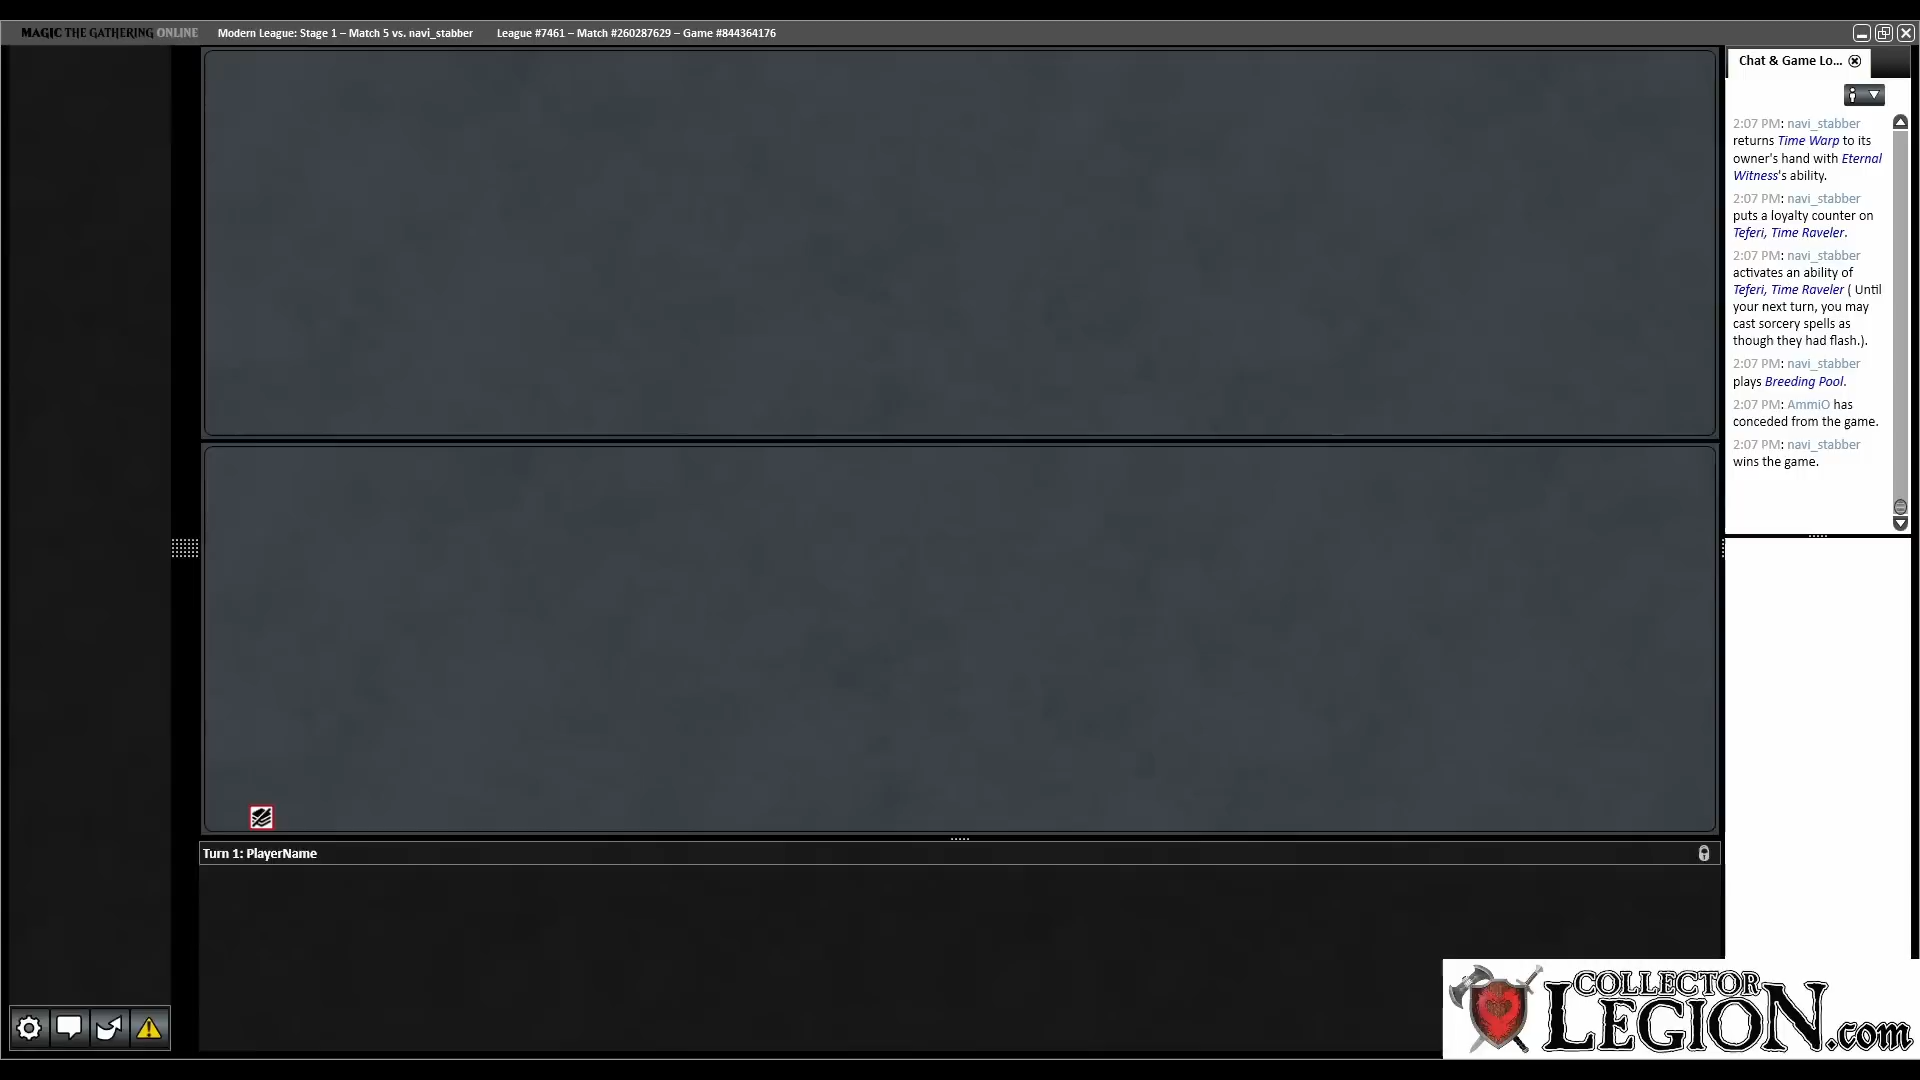 MAGIC THE GATHERING ONLINE
Modern League: Stage 1 – Match 5 vs. navi_stabber
League #7461 – Match #260287629 – Game #844364176
Chat & Game Lo...
2:07 PM: navi_stabber
returns Time Warp to its
owner's hand with Eternal
Witness's ability.
2:07 PM: navi_stabber
puts a loyalty counter on
Teferi, Time Raveler.
2:07 PM: navi_stabber
activates an ability of
Teferi, Time Raveler ( Until
your next turn, you may
cast sorcery spells as
though they had flash.).
2:07 PM: navi_stabber
plays Breeding Pool.
2:07 PM: AmmiO has
conceded from the game.
2:07 PM: navi_stabber
wins the game.
Turn 1: PlayerName
COLLECTOR
LEGION.com